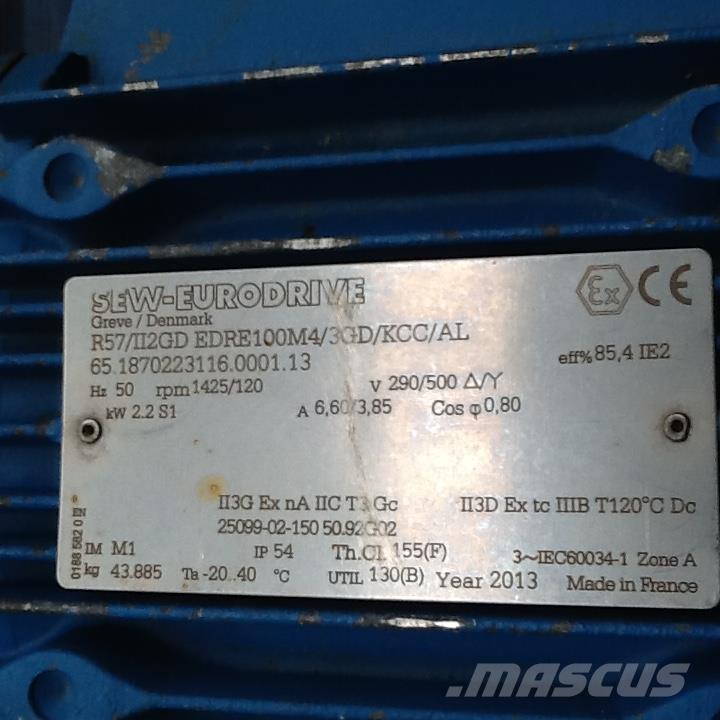 SEW-EURODRIVE
Greve / Denmark
R57/II2GD EDRE100M4/3GD/KCC/AL
65.1870223116.0001.13
eff% 85,4 IE2
Hz 50 rpm 1425/120 V 290/500 Δ/Y
kW 2.2 S1 A 6,60/3,85 Cos φ 0,80
II3G Ex nA IIC T3 Gc II3D Ex tc IIIB T120°C Dc
25099-02-150 50.92G02
IM M1 IP 54 Th.Cl. 155(F) 3~IEC60034-1 Zone A
kg 43.885 Ta -20..40 °C UTIL 130(B) Year 2013 Made in France
0188 582 0 EN
Ex CE
MASCUS